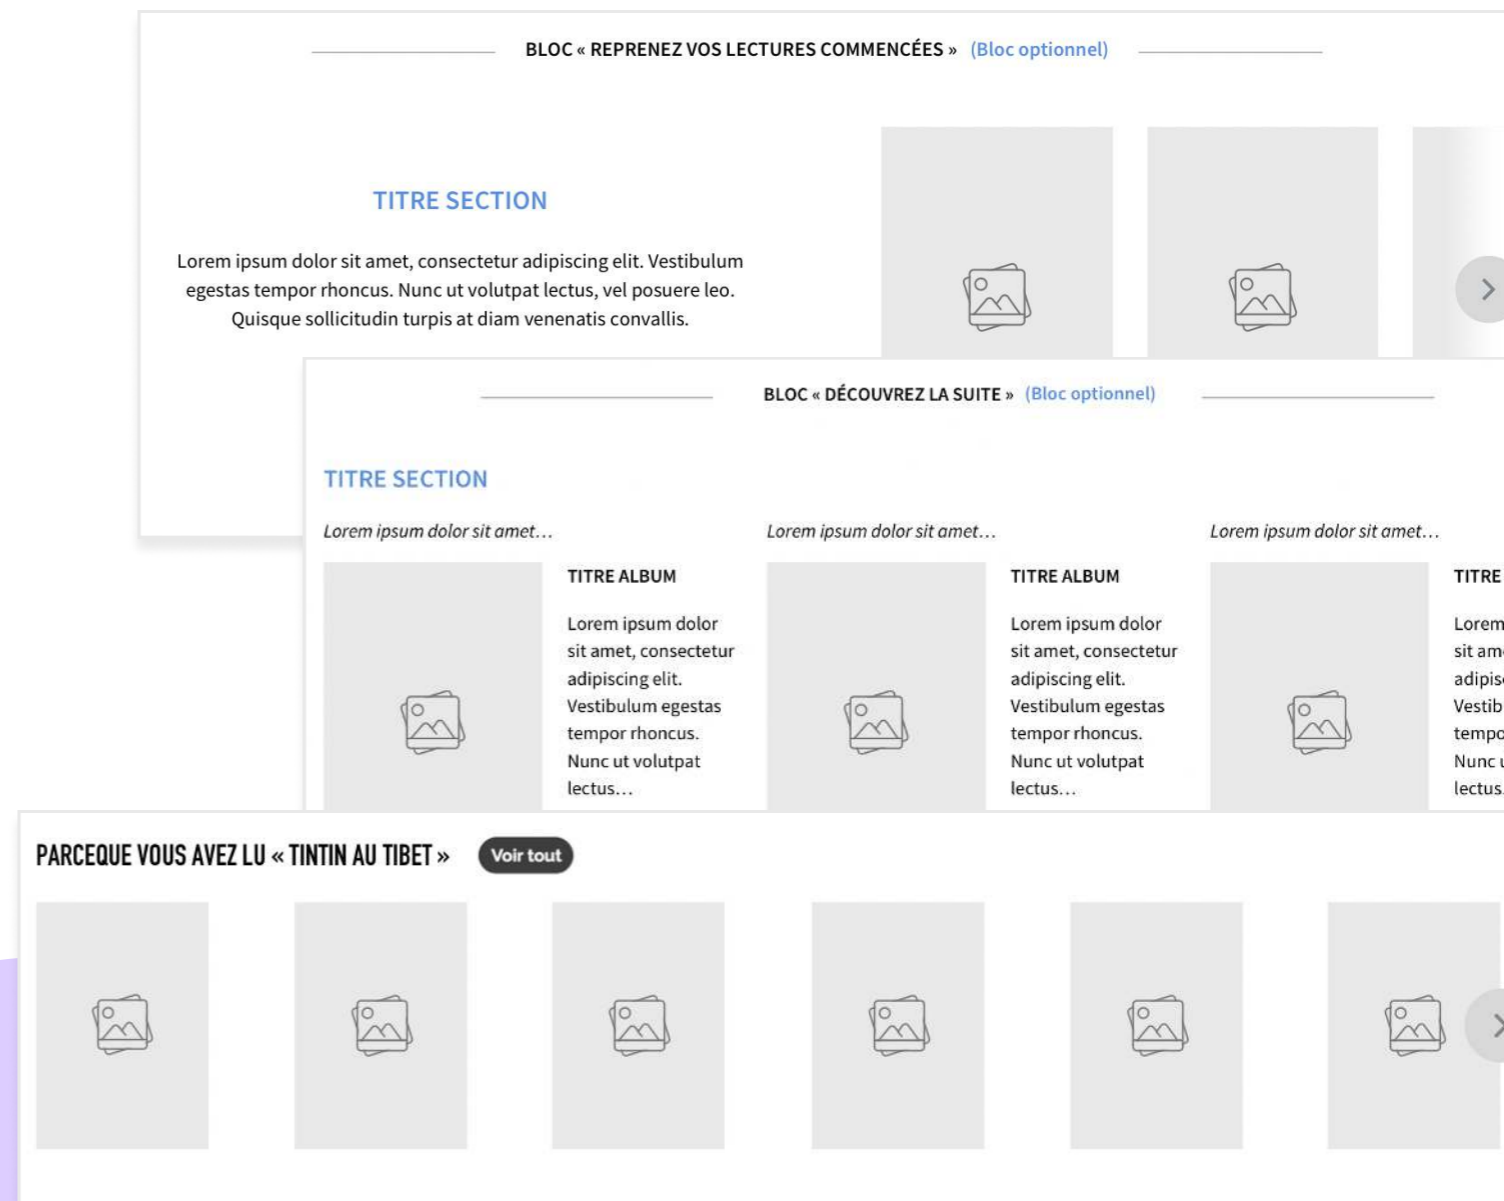 BLOC « REPRENEZ VOS LECTURES COMMENCÉES » (Bloc optionnel)
TITRE SECTION
Lorem ipsum dolor sit amet, consectetur adipiscing elit. Vestibulum
egestas tempor rhoncus. Nunc ut volutpat lectus, vel posuere leo.
Quisque sollicitudin turpis at diam venenatis convallis.
BLOC « DÉCOUVREZ LA SUITE » (Bloc optionnel)
TITRE SECTION
Lorem ipsum dolor sit amet...
TITRE ALBUM
Lorem ipsum dolor
sit amet, consectetur
adipiscing elit.
Vestibulum egestas
tempor rhoncus.
Nunc ut volutpat
lectus...
Lorem ipsum dolor sit amet...
TITRE ALBUM
Lorem ipsum dolor
sit amet, consectetur
adipiscing elit.
Vestibulum egestas
tempor rhoncus.
Nunc ut volutpat
lectus...
Lorem ipsum dolor sit amet...
TITRE
Lorem
sit
Nunc
lectus
PARCEQUE VOUS AVEZ LU « TINTIN AU TIBET » Voir tout